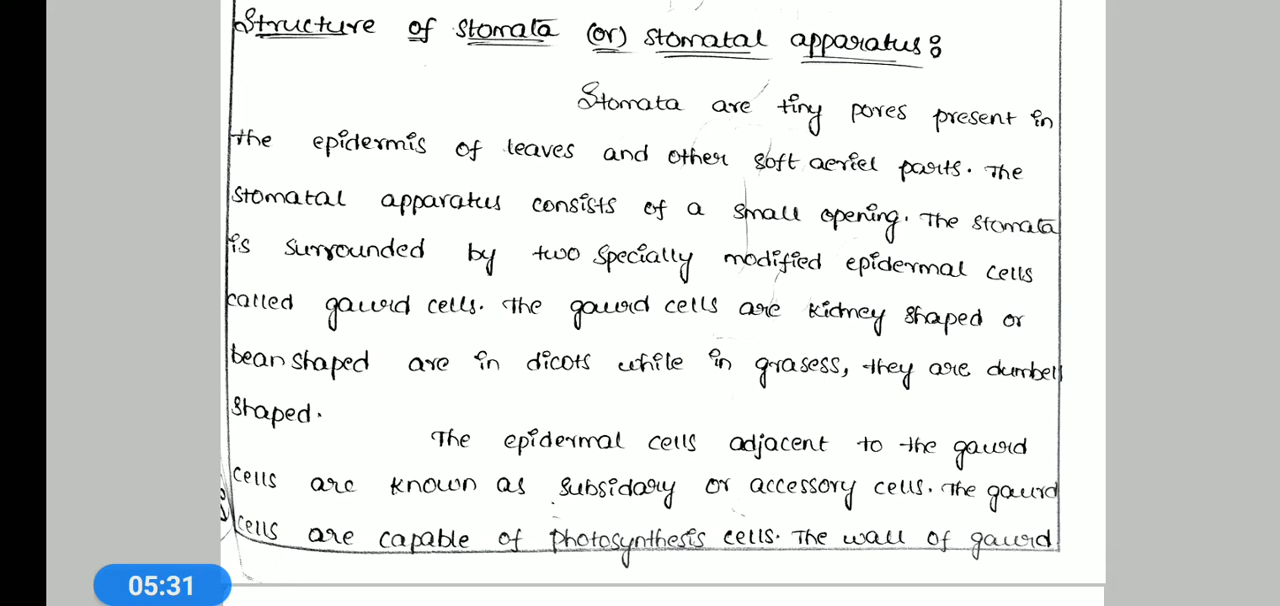 Structure of stomata (or) stomatal apparatus:
Stomata are tiny pores present in
the epidermis of leaves and other soft aeriel parts. The
stomatal apparatus consists of a small opening. The stomata
is surrounded by two specially modified epidermal cells
called gaurd cells. The gaurd cells are kidney shaped or
bean shaped are in dicots while in grasess, they are dumbell
shaped.
The epidermal cells adjacent to the gaurd
cells are known as subsidary or accessory cells. The gaurd
cells are capable of photosynthesis cells. The wall of gaurd
05:31